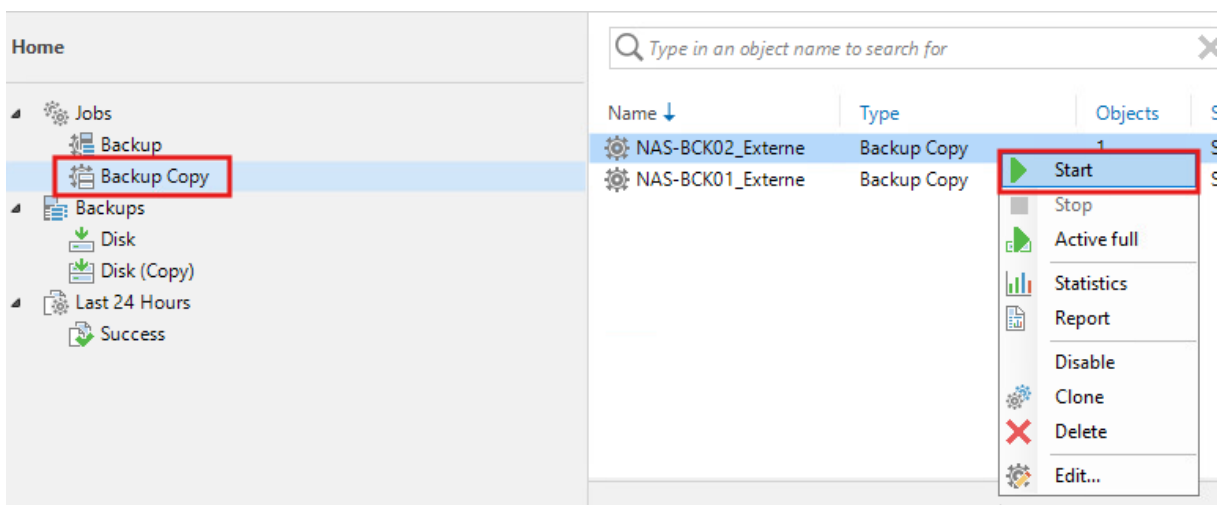 Home
Jobs
Backup
Backup Copy
Backups
Disk
Disk (Copy)
Last 24 Hours
Success
Type in an object name to search for
Name Type Objects S
NAS-BCK02_Externe Backup Copy 1 S
NAS-BCK01_Externe Backup Copy S
Start
Stop
Active full
Statistics
Report
Disable
Clone
Delete
Edit...